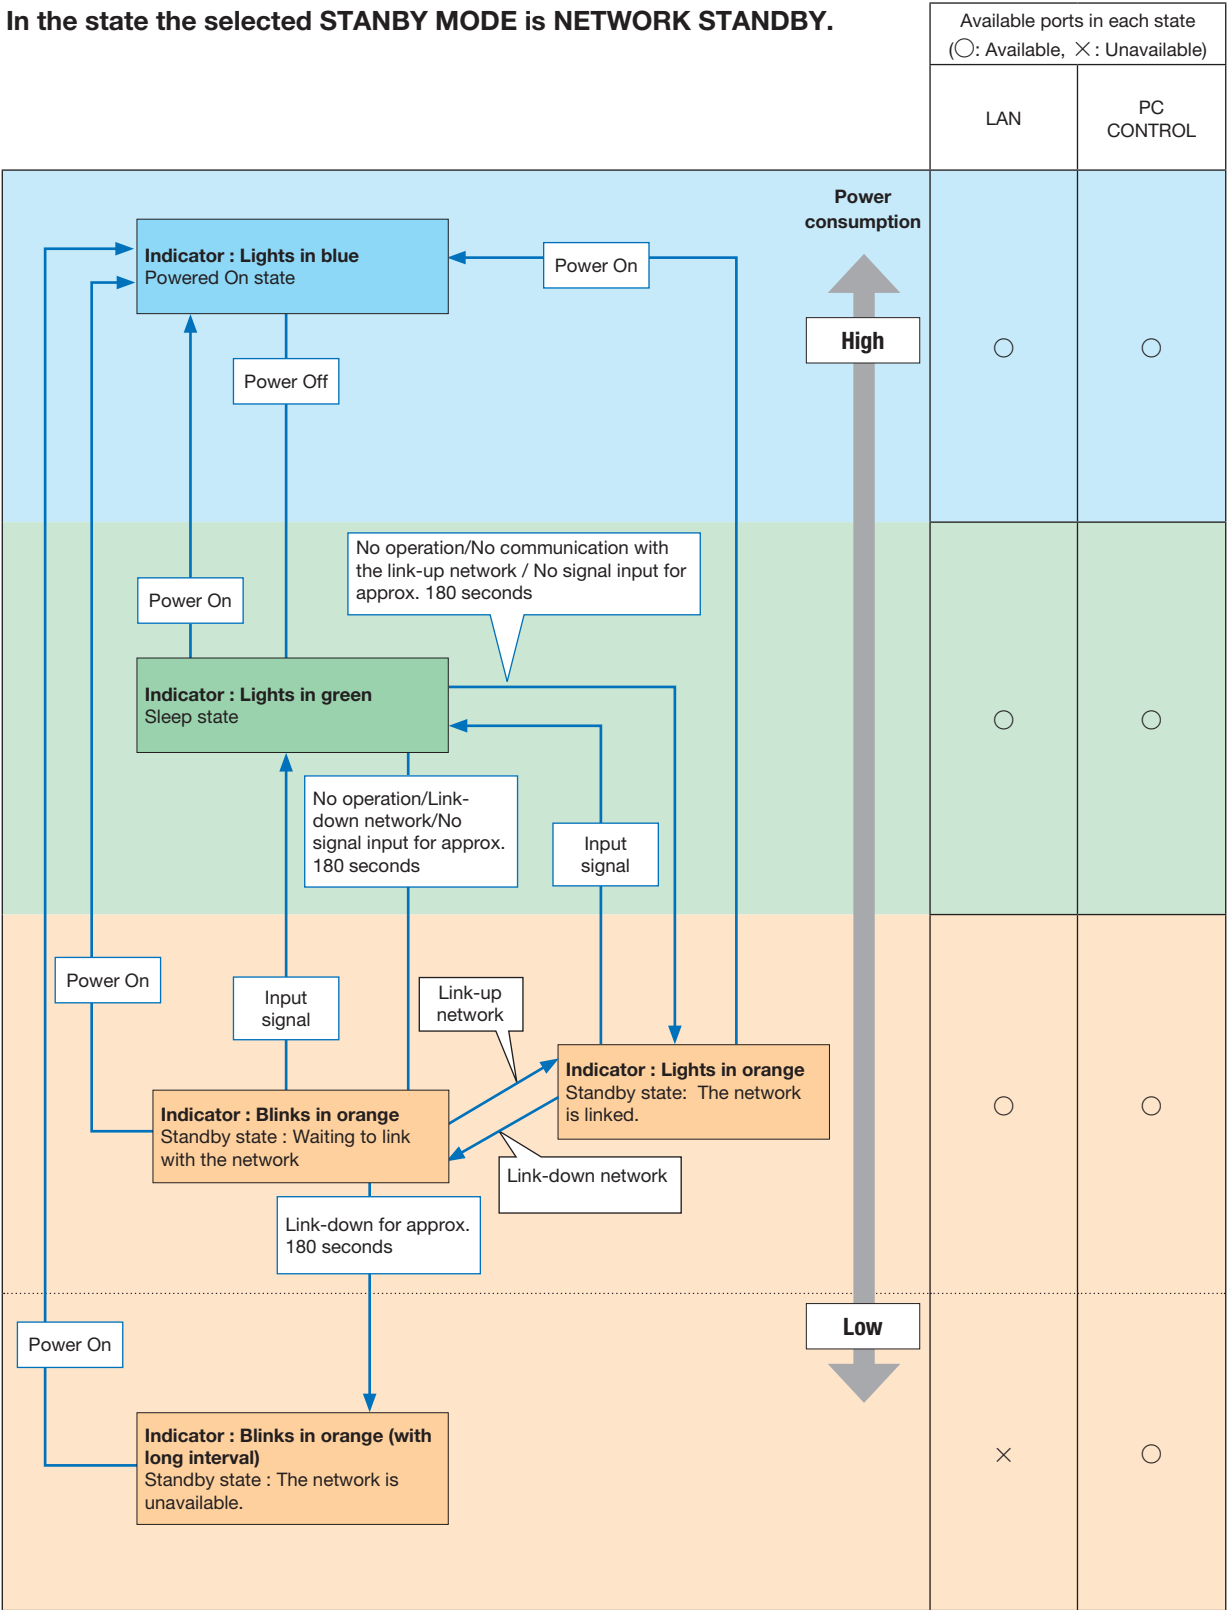 In the state the selected STANBY MODE is NETWORK STANDBY.
Available ports in each state
(○: Available, ×: Unavailable)
LAN
PC
CONTROL
Power
consumption
Indicator : Lights in blue
Powered On state
Power On
High
○
○
Power Off
No operation/No communication with
the link-up network / No signal input for
approx. 180 seconds
Power On
Indicator : Lights in green
Sleep state
○
○
No operation/Link-
down network/No
signal input for approx.
180 seconds
Input
signal
Power On
Input
signal
Link-up
network
Indicator : Lights in orange
Standby state: The network
is linked.
Indicator : Blinks in orange
Standby state : Waiting to link
with the network
○
○
Link-down network
Link-down for approx.
180 seconds
Low
Power On
Indicator : Blinks in orange (with
long interval)
Standby state : The network is
unavailable.
×
○